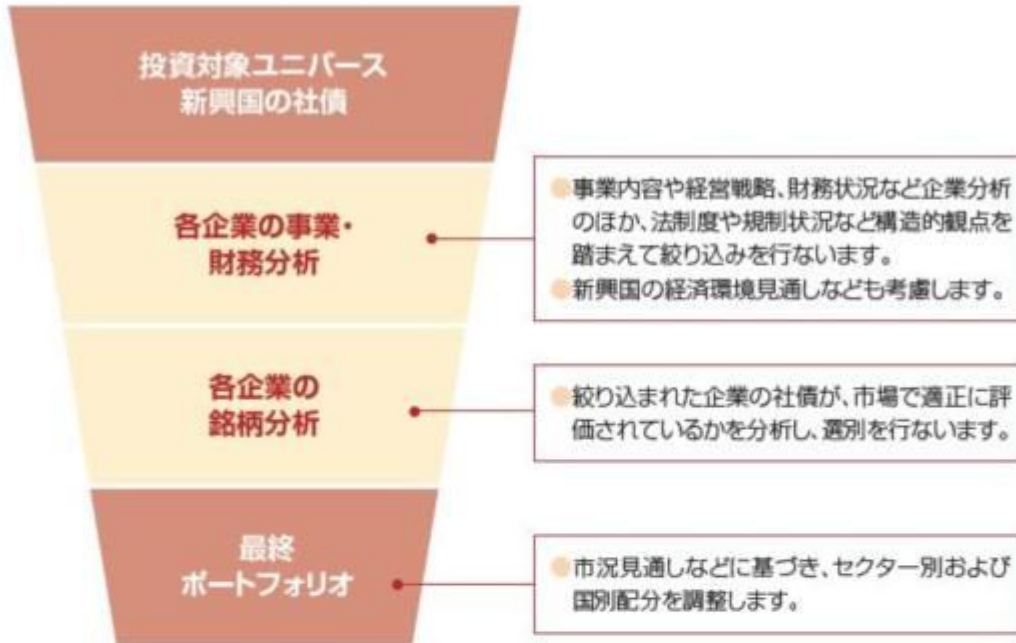 投資対象ユニバース
新興国の社債
各企業の事業・
財務分析
●事業内容や経営戦略、財務状況など企業分析
のほか、法制度や規制状況など構造的観点を
踏まえて絞り込みを行ないます。
●新興国の経済環境見通しなども考慮します。
各企業の
銘柄分析
●絞り込まれた企業の社債が、市場で適正に評
価されているかを分析し、選別を行ないます。
最終
ポートフォリオ
●市況見通しなどに基づき、セクター別および
国別配分を調整します。